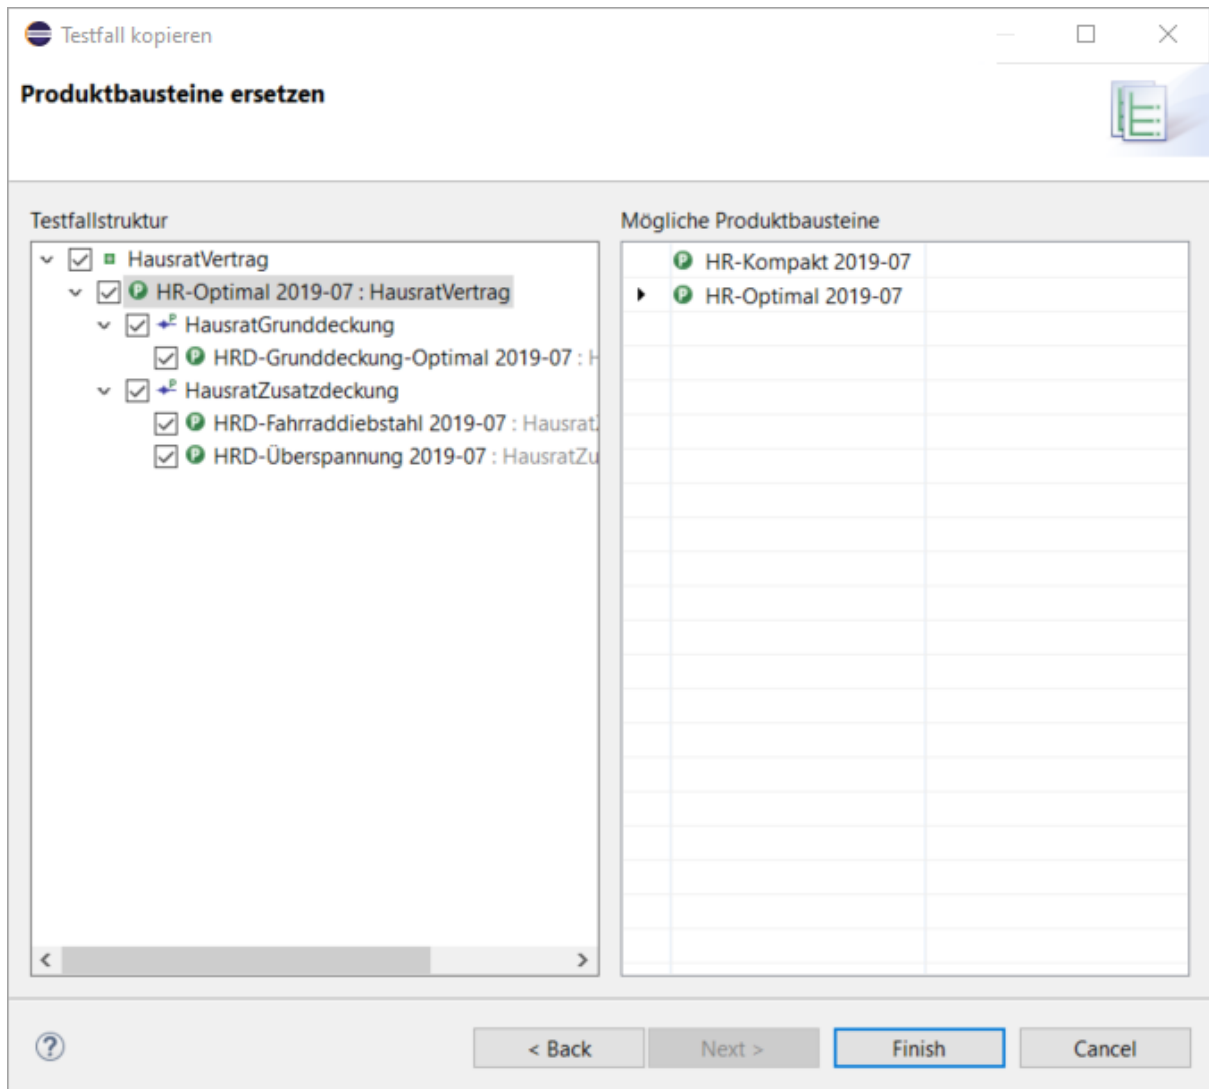 Testfall kopieren
Produktbausteine ersetzen
Testfallstruktur
HausratVertrag
HR-Optimal 2019-07 : HausratVertrag
HausratGrunddeckung
HRD-Grunddeckung-Optimal 2019-07 : H
HausratZusatzdeckung
HRD-Fahrraddiebstahl 2019-07 : Hausrat
HRD-Überspannung 2019-07 : HausratZu
Mögliche Produktbausteine
HR-Kompakt 2019-07
HR-Optimal 2019-07
< Back
Next >
Finish
Cancel